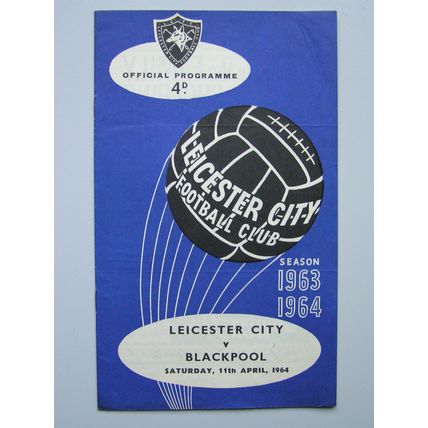 OFFICIAL PROGRAMME
4D.
LEICESTER CITY
FOOTBALL CLUB
SEASON
1963
1964
LEICESTER CITY
v
BLACKPOOL
SATURDAY, 11th APRIL, 1964